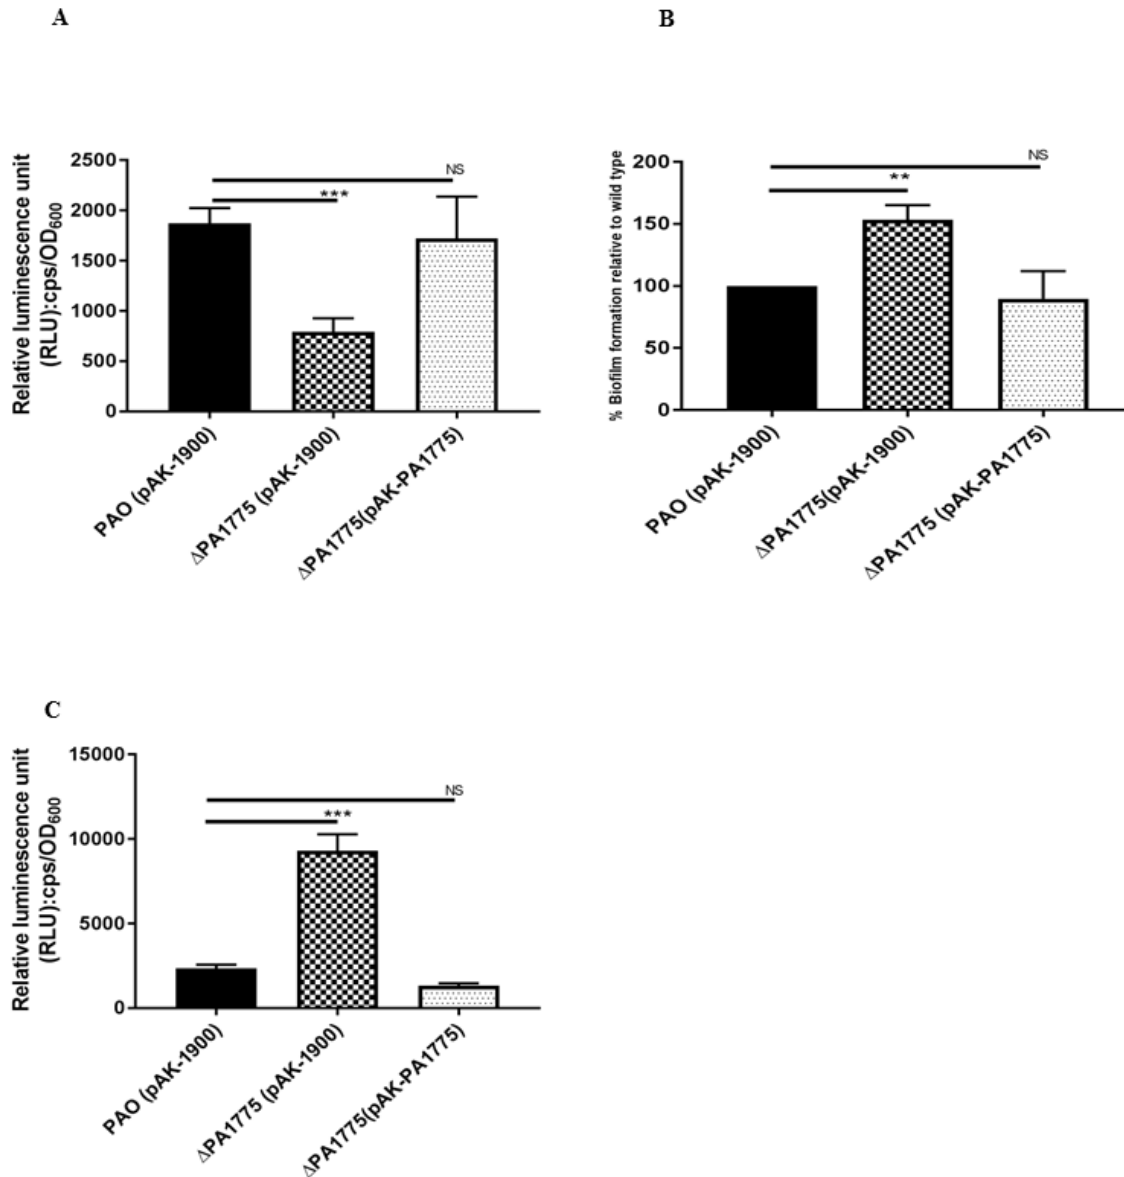 A
B
Relative luminescence unit
(RLU):cps/OD600
2500
2000
1500
1000
500
0
NS
***
PAO (pAK-1900)
ΔPA1775 (pAK-1900)
ΔPA1775(pAK-PA1775)
% Biofilm formation relative to wild type
200
150
100
50
0
NS
**
PAO (pAK-1900)
ΔPA1775(pAK-1900)
ΔPA1775 (pAK-PA1775)
C
Relative luminescence unit
(RLU):cps/OD600
15000
10000
5000
0
NS
***
PAO (pAK-1900)
ΔPA1775 (pAK-1900)
ΔPA1775(pAK-PA1775)